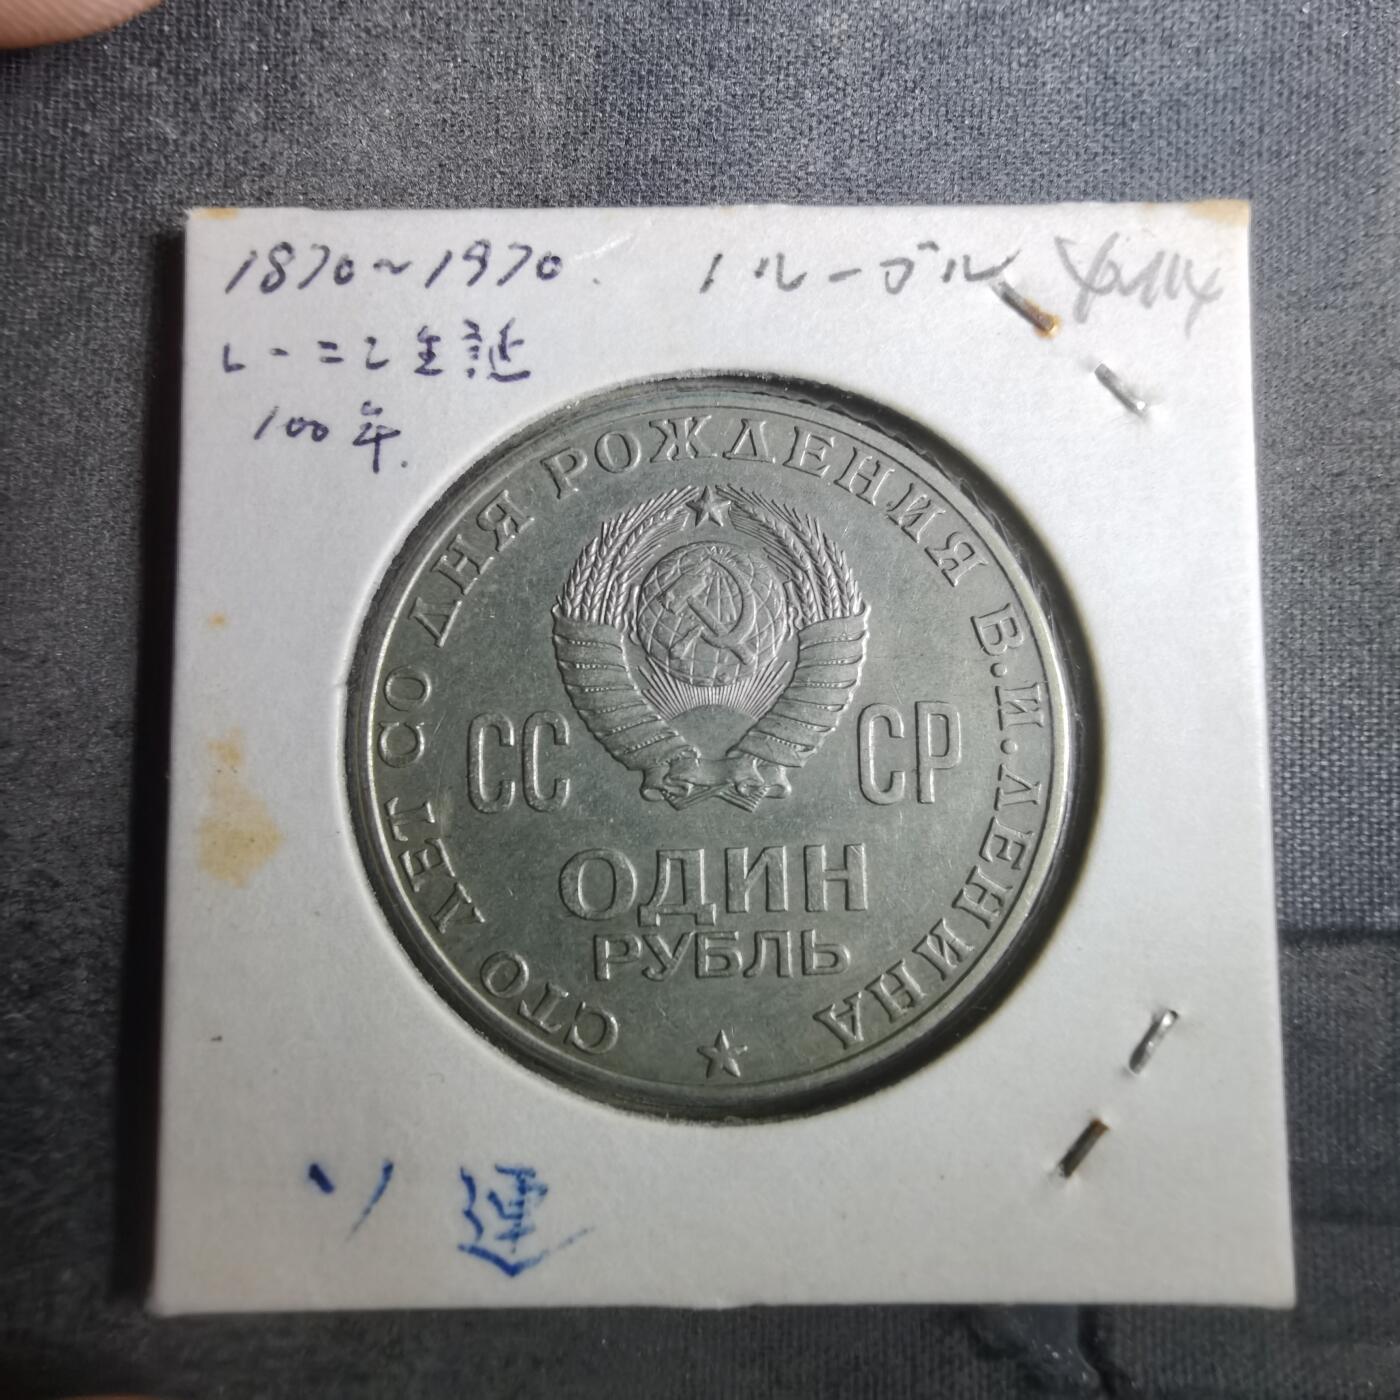 1870~1970. 1ルーブル
レーニン生誕
100年.
СТО ЛЕТ СО ДНЯ РОЖДЕНИЯ В.И.ЛЕНИНА
СС СР
ОДИН
РУБЛЬ
ソ連